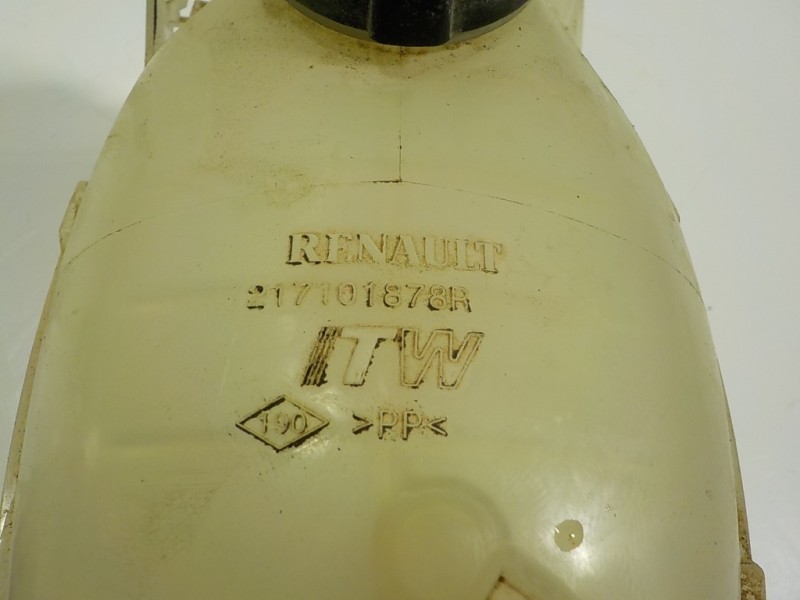 RENAULT
217101878R
ITW
190 >PP<